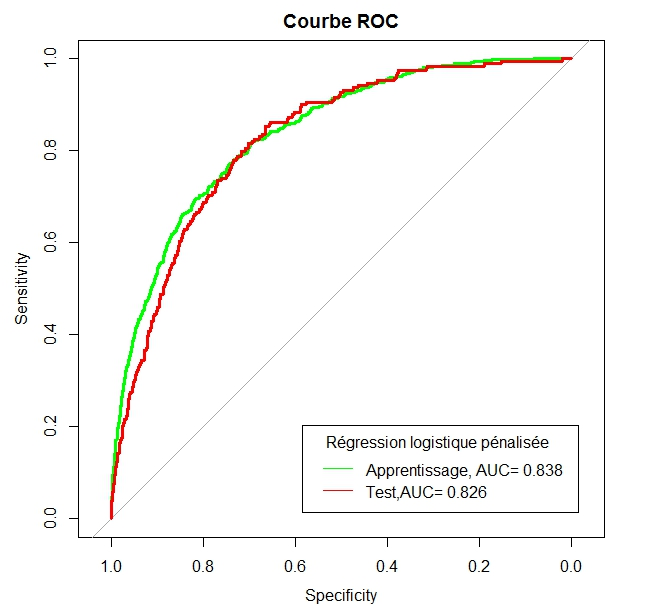 Courbe ROC
Sensitivity
1.0
0.8
0.6
0.4
0.2
0.0
Régression logistique pénalisée
Apprentissage, AUC= 0.838
Test,AUC= 0.826
1.0 0.8 0.6 0.4 0.2 0.0
Specificity